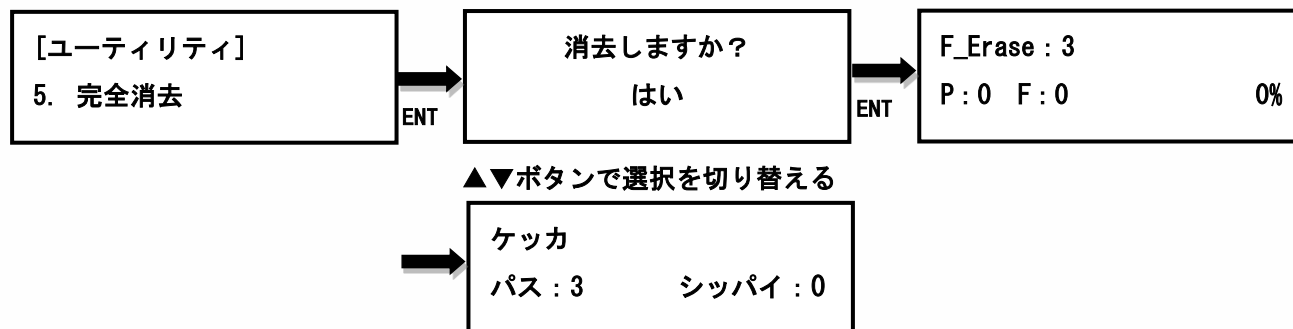 [ユーティリティ]
5. 完全消去
ENT
消去しますか？
はい
ENT
F_Erase：3
P：0 F：0 0%
▲▼ボタンで選択を切り替える
ケッカ
パス：3 シッパイ：0